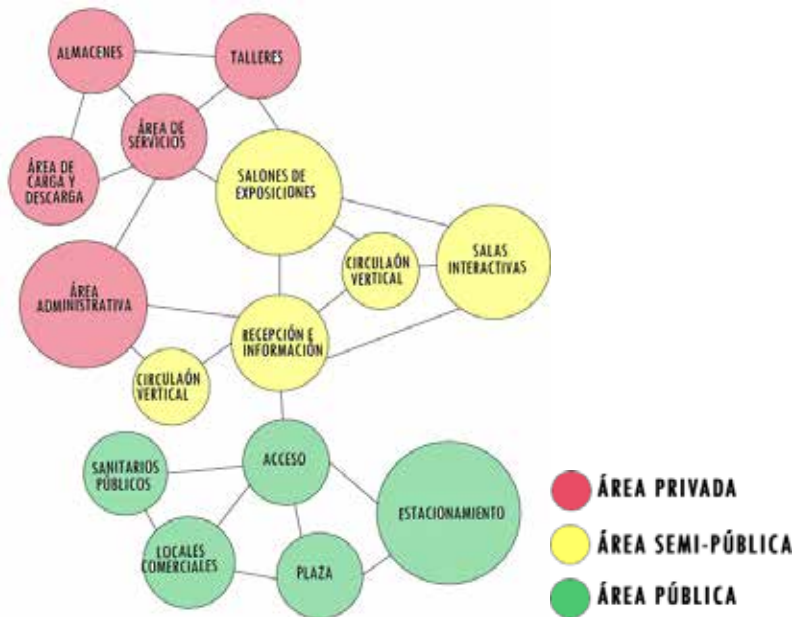 ALMACENES
TALLERES
ÁREA DE
SERVICIOS
ÁREA DE
CARGA Y
DESCARGA
SALONES DE
EXPOSICIONES
CIRCULAÓN
VERTICAL
SALAS
INTERACTIVAS
ÁREA
ADMINISTRATIVA
RECEPCIÓN E
INFORMACIÓN
CIRCULAÓN
VERTICAL
SANITARIOS
PÚBLICOS
ACCESO
ESTACIONAMIENTO
LOCALES
COMERCIALES
PLAZA
ÁREA PRIVADA
ÁREA SEMI-PÚBLICA
ÁREA PÚBLICA